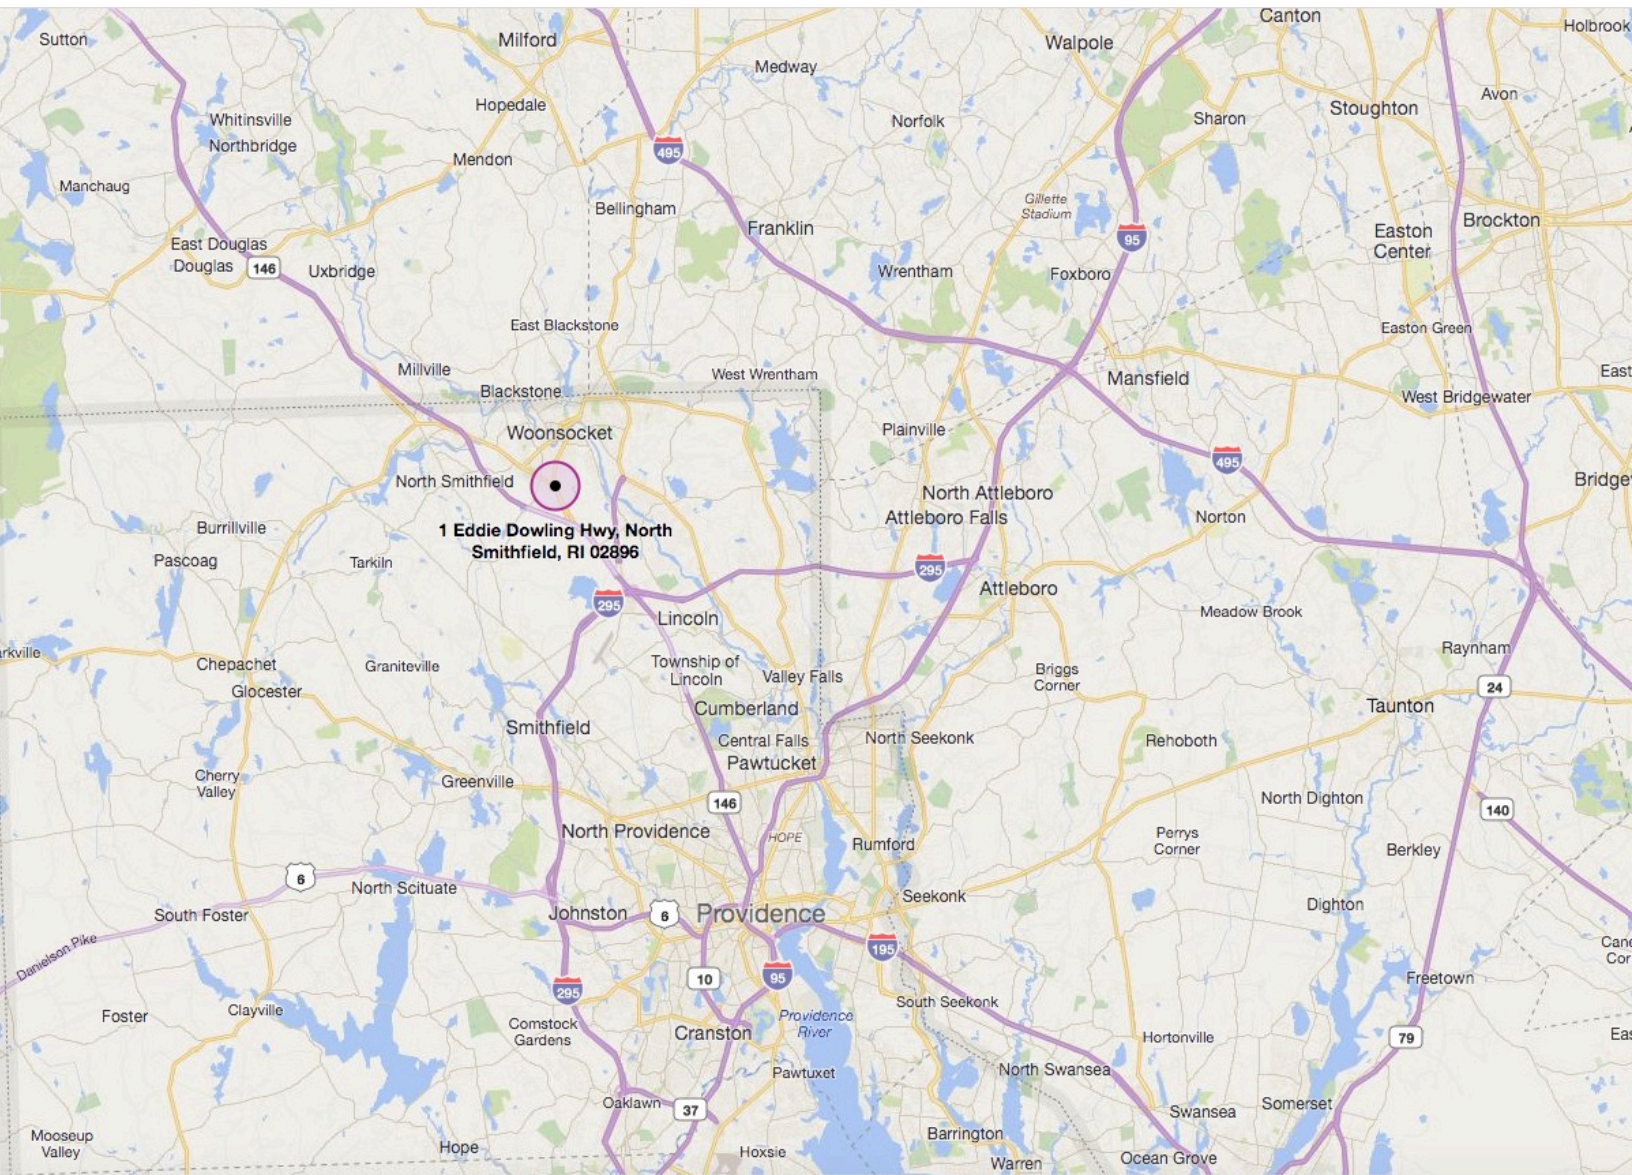 Sutton
Milford
Walpole
Canton
Holbrook
Medway
Hopedale
Whitinsville
Northbridge
Norfolk
Sharon
Stoughton
Avon
Mendon
495
Manchaug
Bellingham
Franklin
Gillette
Stadium
95
Easton
Center
Brockton
East Douglas
Douglas
146
Uxbridge
Wrentham
Foxboro
East Blackstone
Easton Green
Millville
Blackstone
West Wrentham
Mansfield
East
West Bridgewater
Woonsocket
Plainville
495
North Smithfield
North Attleboro
Attleboro Falls
Bridgew
Norton
Burrillville
1 Eddie Dowling Hwy, North
Smithfield, RI 02896
Pascoag
Tarkiln
295
Attleboro
295
Lincoln
Meadow Brook
rkville
Chepachet
Graniteville
Township of
Lincoln
Valley Falls
Briggs
Corner
Raynham
Glocester
Cumberland
24
Taunton
Smithfield
Central Falls
Pawtucket
North Seekonk
Rehoboth
Cherry
Valley
Greenville
146
North Dighton
140
North Providence
HOPE
Rumford
Perrys
Corner
Berkley
6
North Scituate
Seekonk
South Foster
Johnston
6
Providence
Dighton
Danielson Pike
195
Cane
Cor
10
95
Freetown
295
South Seekonk
Foster
Clayville
Comstock
Gardens
Cranston
Providence
River
Hortonville
79
Eas
Pawtuxet
North Swansea
Oaklawn
37
Swansea
Somerset
Mooseup
Valley
Hope
Hoxsie
Barrington
Warren
Ocean Grove